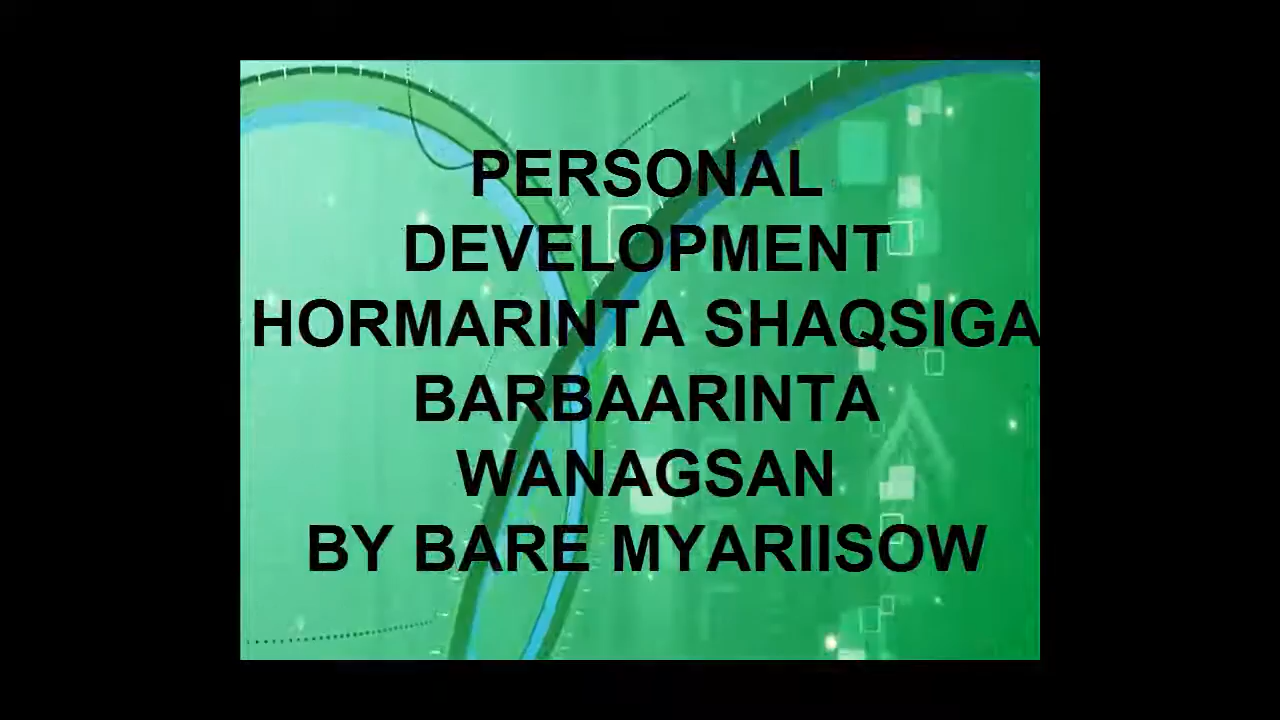 PERSONAL
DEVELOPMENT
HORMARINTA SHAQSIGA
BARBAARINTA
WANAGSAN
BY BARE MYARIISOW